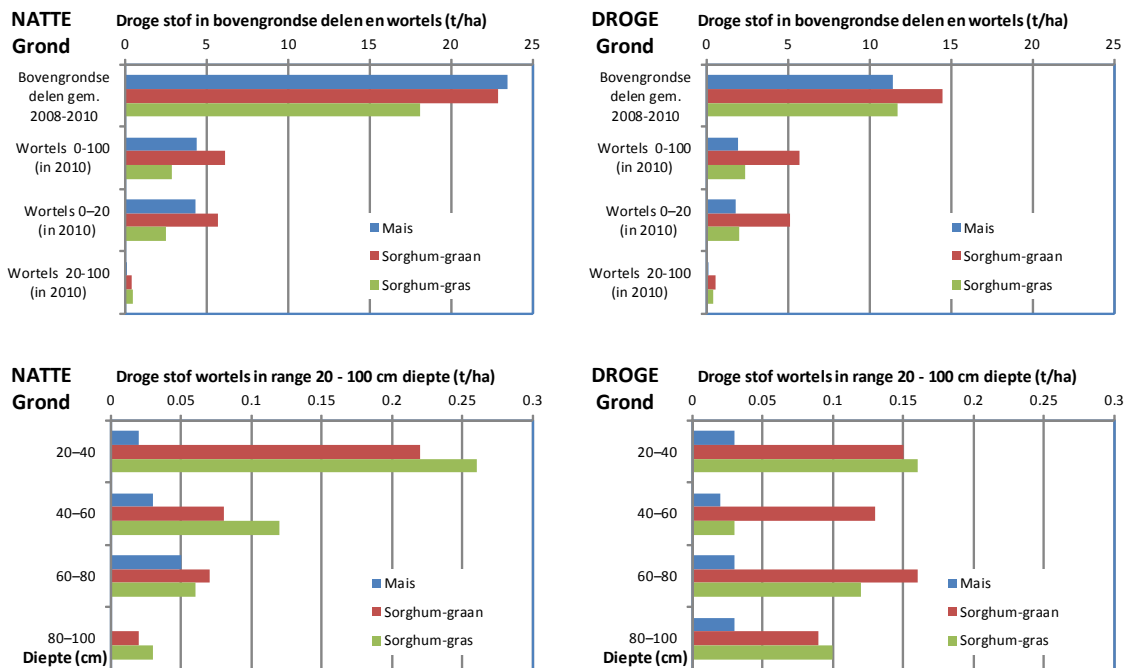 NATTE Grond
Droge stof in bovengrondse delen en wortels (t/ha)
0 5 10 15 20 25
Bovengrondse
delen gem.
2008-2010
Wortels 0-100
(in 2010)
Wortels 0–20
(in 2010)
Wortels 20-100
(in 2010)
Mais
Sorghum-graan
Sorghum-gras
DROGE Grond
Droge stof in bovengrondse delen en wortels (t/ha)
0 5 10 15 20 25
Bovengrondse
delen gem.
2008-2010
Wortels 0-100
(in 2010)
Wortels 0–20
(in 2010)
Wortels 20-100
(in 2010)
Mais
Sorghum-graan
Sorghum-gras
NATTE Grond
Droge stof wortels in range 20 - 100 cm diepte (t/ha)
0 0.05 0.1 0.15 0.2 0.25 0.3
20–40
40–60
60–80
80–100
Diepte (cm)
Mais
Sorghum-graan
Sorghum-gras
DROGE Grond
Droge stof wortels in range 20 - 100 cm diepte (t/ha)
0 0.05 0.1 0.15 0.2 0.25 0.3
20–40
40–60
60–80
80–100
Diepte (cm)
Mais
Sorghum-graan
Sorghum-gras